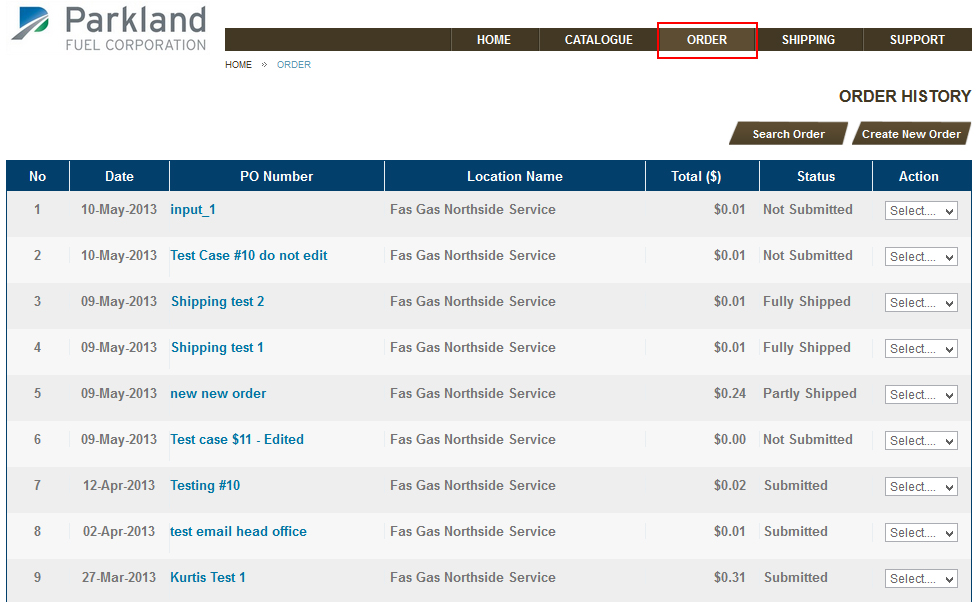 Parkland
FUEL CORPORATION
HOME CATALOGUE ORDER SHIPPING SUPPORT
HOME » ORDER
ORDER HISTORY
Search Order Create New Order
No Date PO Number Location Name Total ($) Status Action
1 10-May-2013 input_1 Fas Gas Northside Service $0.01 Not Submitted Select....
2 10-May-2013 Test Case #10 do not edit Fas Gas Northside Service $0.01 Not Submitted Select....
3 09-May-2013 Shipping test 2 Fas Gas Northside Service $0.01 Fully Shipped Select....
4 09-May-2013 Shipping test 1 Fas Gas Northside Service $0.01 Fully Shipped Select....
5 09-May-2013 new new order Fas Gas Northside Service $0.24 Partly Shipped Select....
6 09-May-2013 Test case $11 - Edited Fas Gas Northside Service $0.00 Not Submitted Select....
7 12-Apr-2013 Testing #10 Fas Gas Northside Service $0.02 Submitted Select....
8 02-Apr-2013 test email head office Fas Gas Northside Service $0.01 Submitted Select....
9 27-Mar-2013 Kurtis Test 1 Fas Gas Northside Service $0.31 Submitted Select....